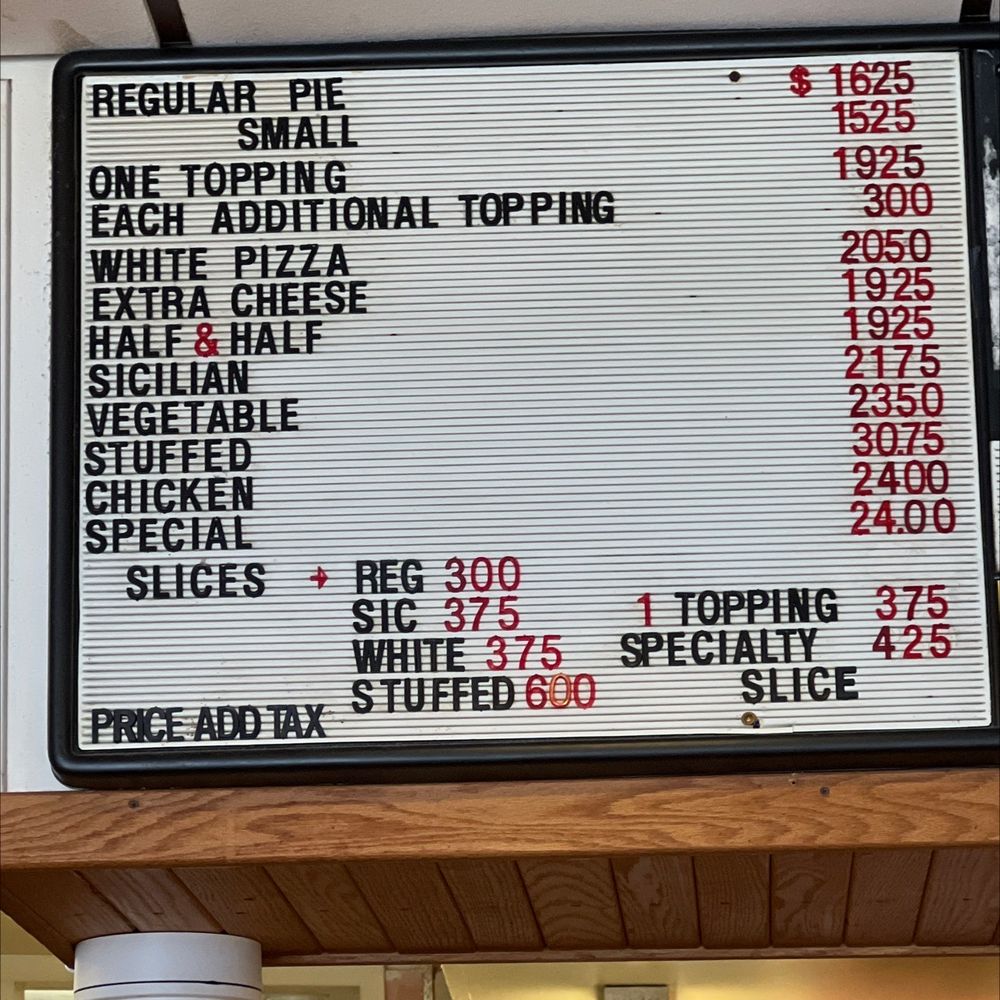 REGULAR PIE $ 1625
SMALL 1525
ONE TOPPING 1925
EACH ADDITIONAL TOPPING 300
WHITE PIZZA 2050
EXTRA CHEESE 1925
HALF & HALF 1925
SICILIAN 2175
VEGETABLE 2350
STUFFED 30.75
CHICKEN 2400
SPECIAL 24.00
SLICES → REG 300
SIC 375 1 TOPPING 375
WHITE 375 SPECIALTY 425
STUFFED 600 SLICE
PRICE ADD TAX